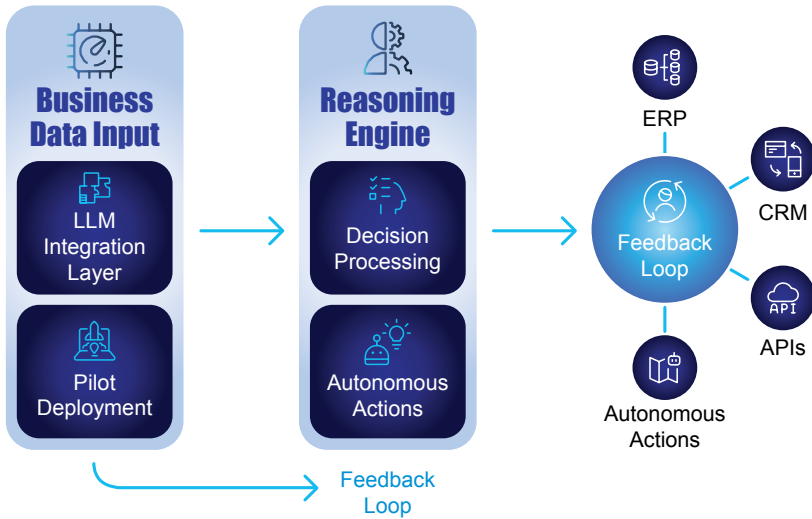 Business
Data Input
LLM
Integration
Layer
Pilot
Deployment
Reasoning
Engine
Decision
Processing
Autonomous
Actions
Feedback
Loop
ERP
Feedback
Loop
CRM
API
APIs
Autonomous
Actions